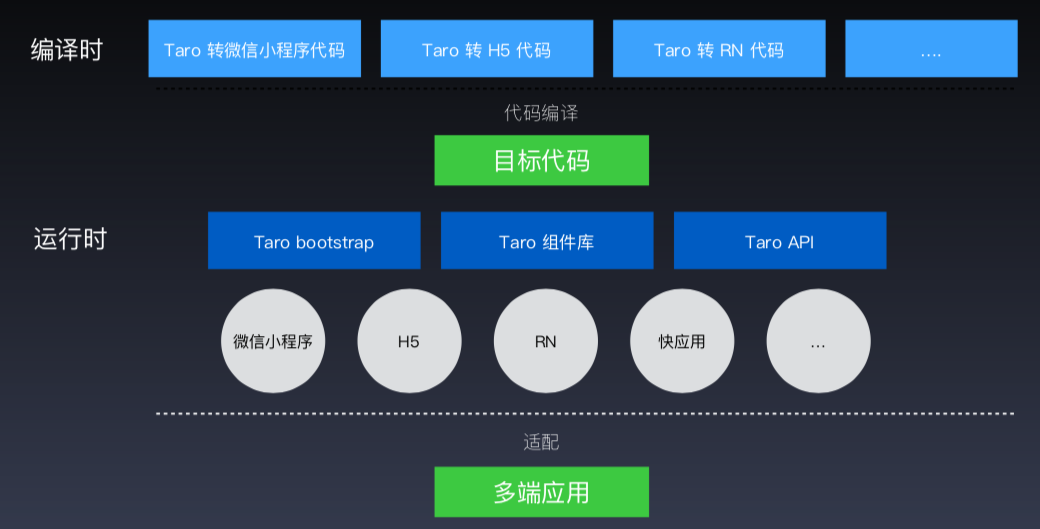 编译时
Taro 转微信小程序代码
Taro 转 H5 代码
Taro 转 RN 代码
....
代码编译
目标代码
运行时
Taro bootstrap
Taro 组件库
Taro API
微信小程序
H5
RN
快应用
...
适配
多端应用